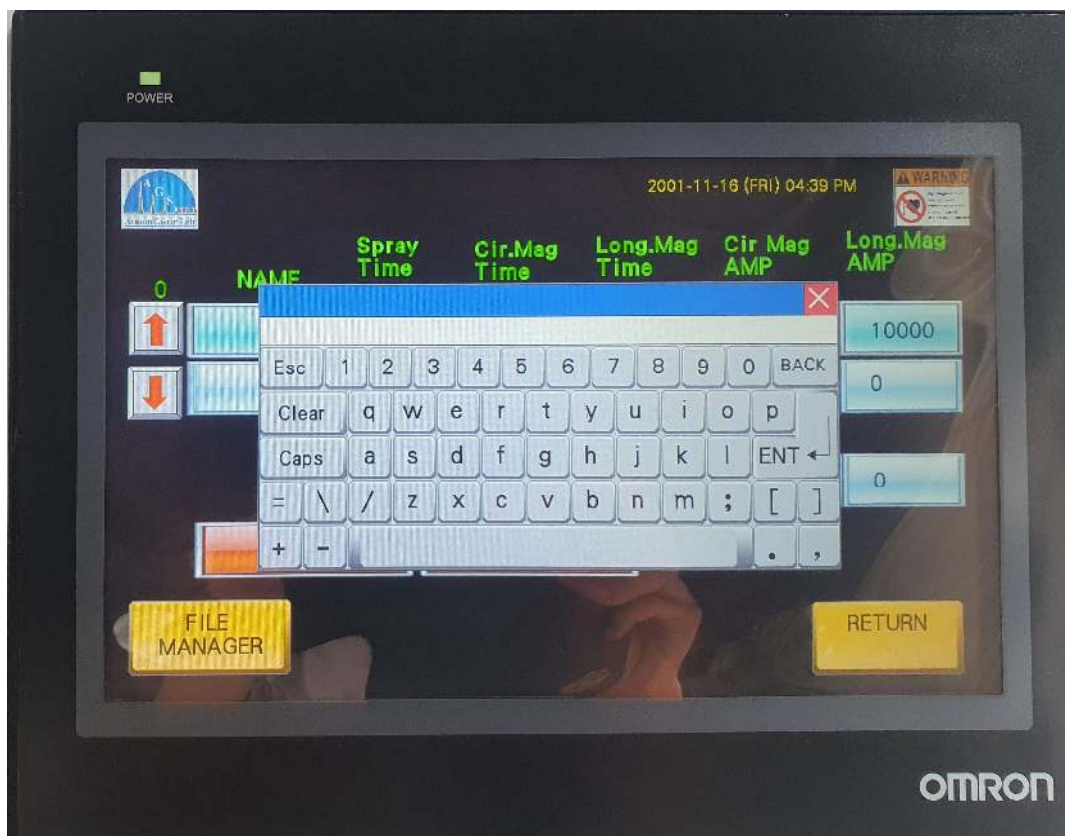 POWER
2001-11-16 (FRI) 04:39 PM
WARNING
Spray Time
Cir.Mag Time
Long.Mag Time
Cir Mag AMP
Long.Mag AMP
0 NAME
10000
0
Esc 1 2 3 4 5 6 7 8 9 0 BACK
Clear q w e r t y u i o p
Caps a s d f g h j k l ENT
0
= \ / z x c v b n m ; [ ]
+ - . ,
FILE MANAGER
RETURN
OMRON